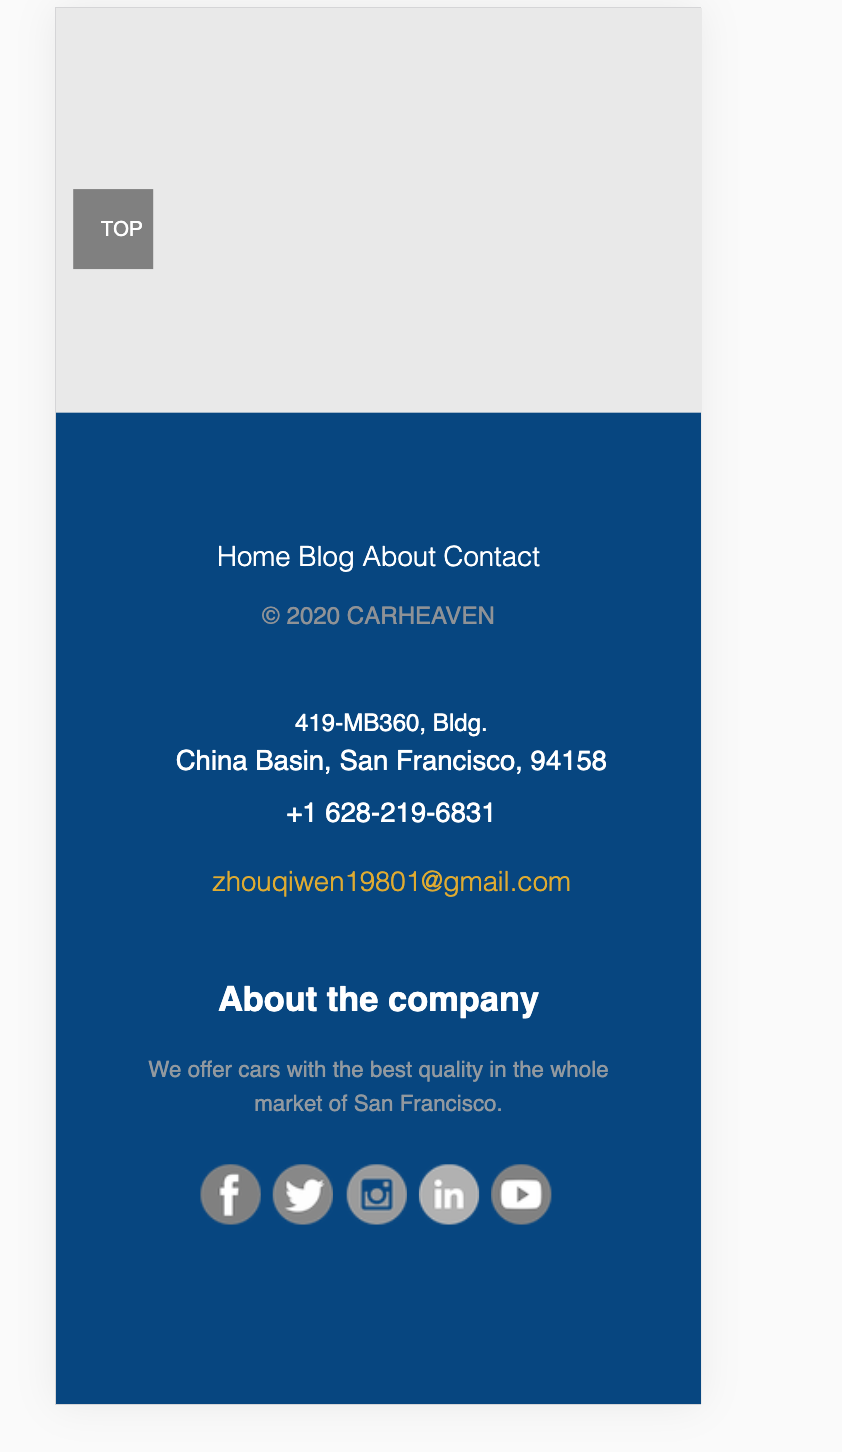 TOP
Home Blog About Contact
© 2020 CARHEAVEN
419-MB360, Bldg.
China Basin, San Francisco, 94158
+1 628-219-6831
zhouqiwen19801@gmail.com
About the company
We offer cars with the best quality in the whole
market of San Francisco.
f
in